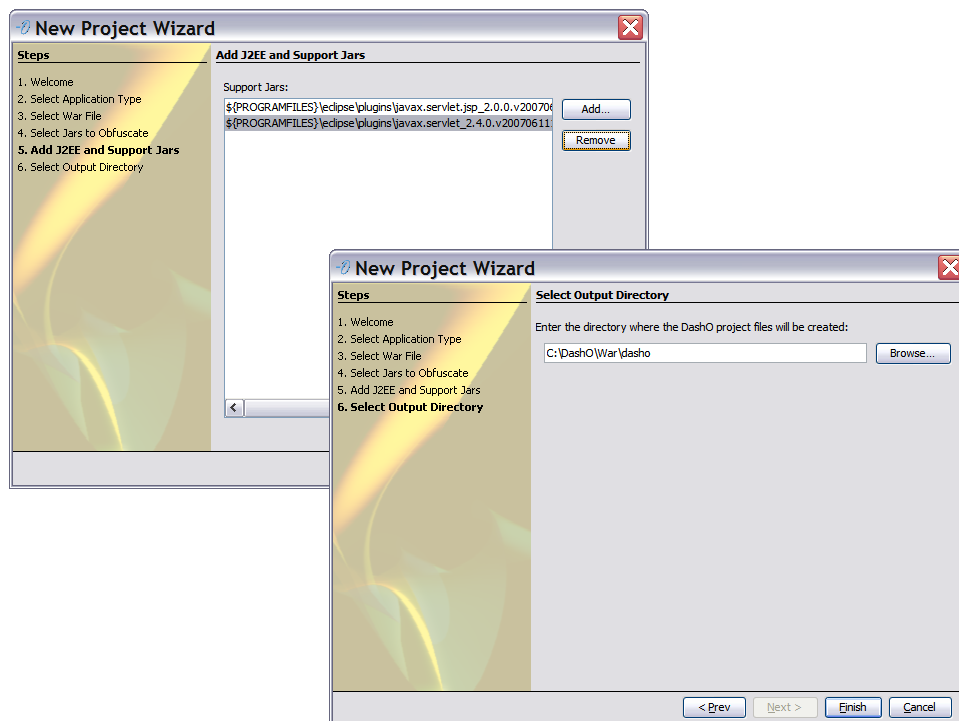 New Project Wizard
Steps
1. Welcome
2. Select Application Type
3. Select War File
4. Select Jars to Obfuscate
5. Add J2EE and Support Jars
6. Select Output Directory
Add J2EE and Support Jars
Support Jars:
${PROGRAMFILES}\eclipse\plugins\javax.servlet.jsp_2.0.0.v20070
${PROGRAMFILES}\eclipse\plugins\javax.servlet_2.4.0.v2007061
Add...
Remove
New Project Wizard
Steps
1. Welcome
2. Select Application Type
3. Select War File
4. Select Jars to Obfuscate
5. Add J2EE and Support Jars
6. Select Output Directory
Select Output Directory
Enter the directory where the DashO project files will be created:
C:\DashO\War\dasho
Browse...
< Prev
Next >
Finish
Cancel